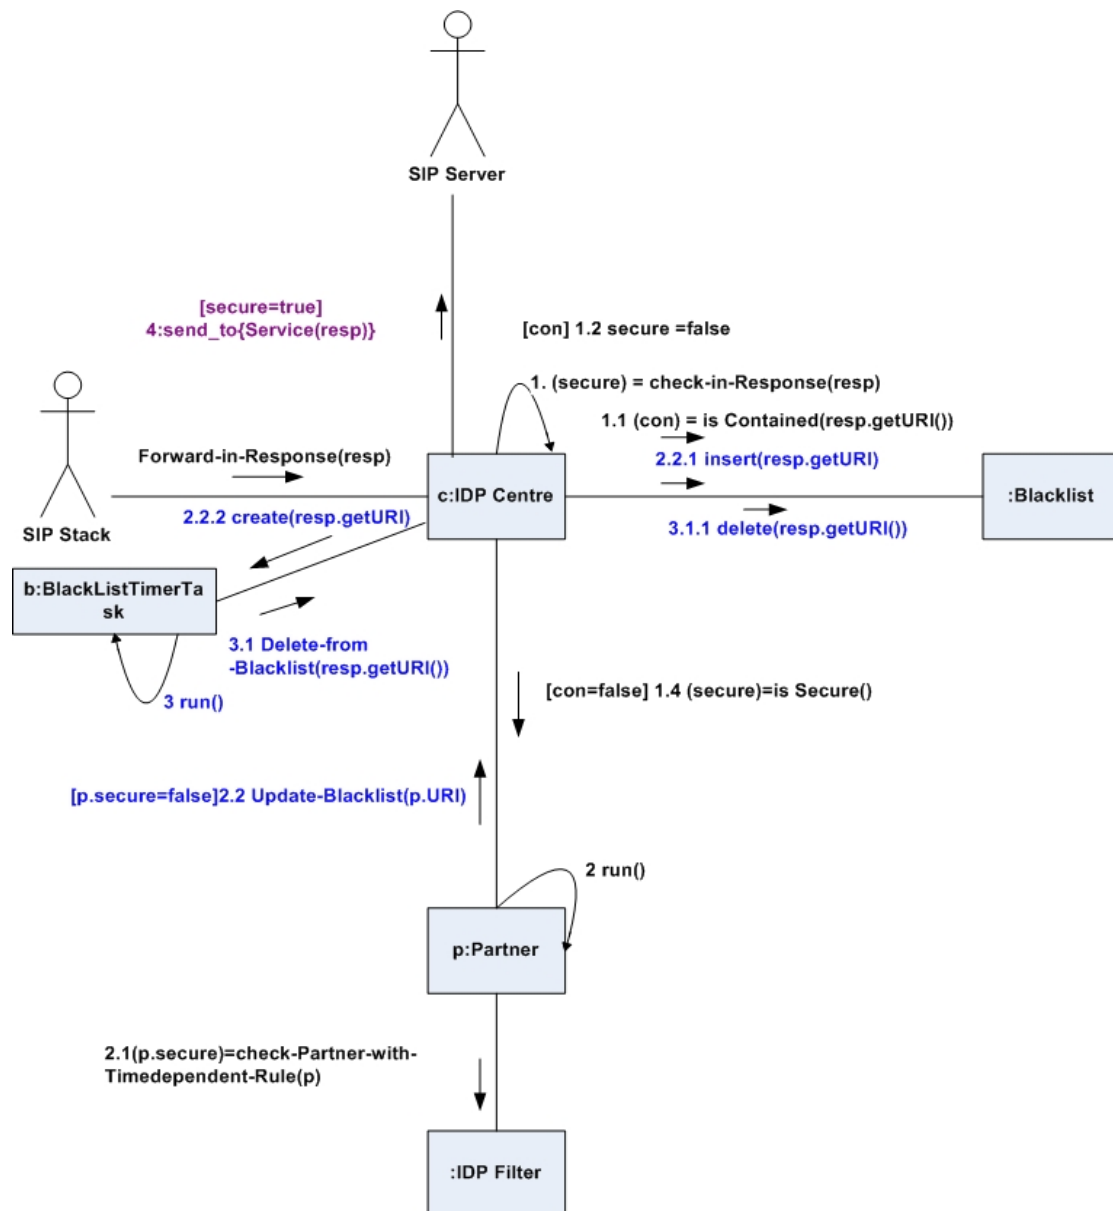 SIP Server
[secure=true]
4:send_to{Service(resp)}
[con] 1.2 secure =false
1. (secure) = check-in-Response(resp)
1.1 (con) = is Contained(resp.getURI())
Forward-in-Response(resp)
2.2.1 insert(resp.getURI)
c:IDP Centre
:Blacklist
2.2.2 create(resp.getURI)
3.1.1 delete(resp.getURI())
SIP Stack
b:BlackListTimerTa
sk
3.1 Delete-from
-Blacklist(resp.getURI())
3 run()
[con=false] 1.4 (secure)=is Secure()
[p.secure=false]2.2 Update-Blacklist(p.URI)
2 run()
p:Partner
2.1(p.secure)=check-Partner-with-
Timedependent-Rule(p)
:IDP Filter